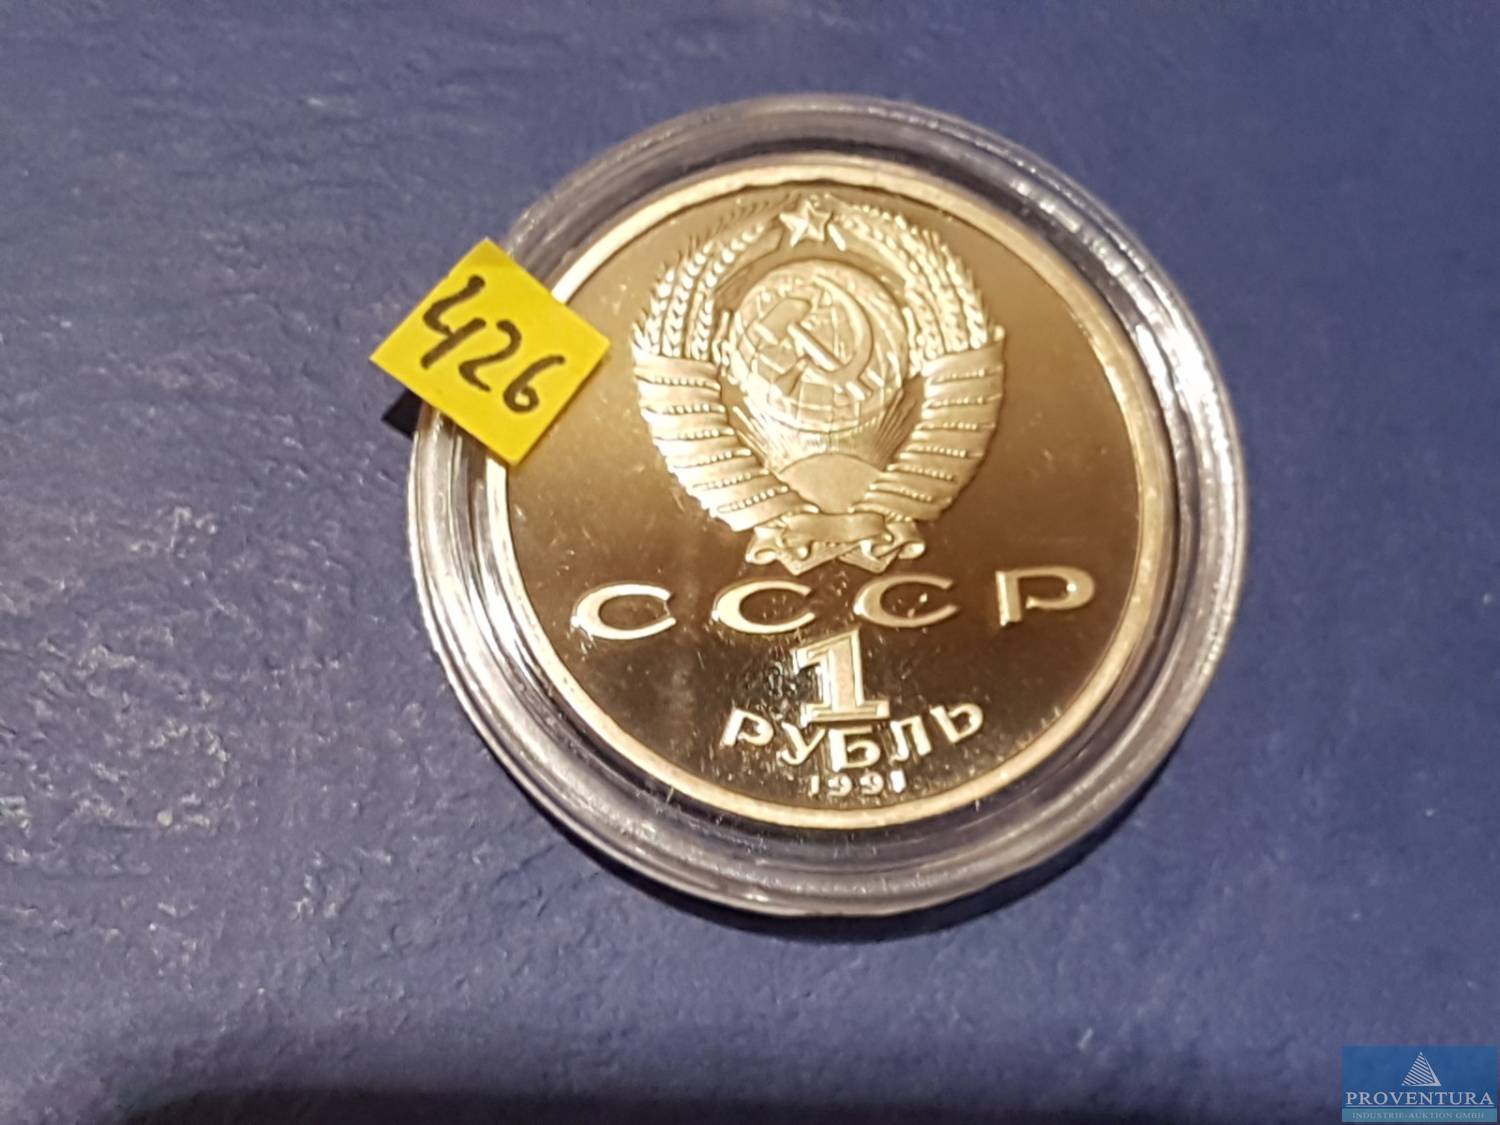 426
СССР
1
РУБЛЬ
1991
PROVENTURA
INDUSTRIE-AUKTION GMBH